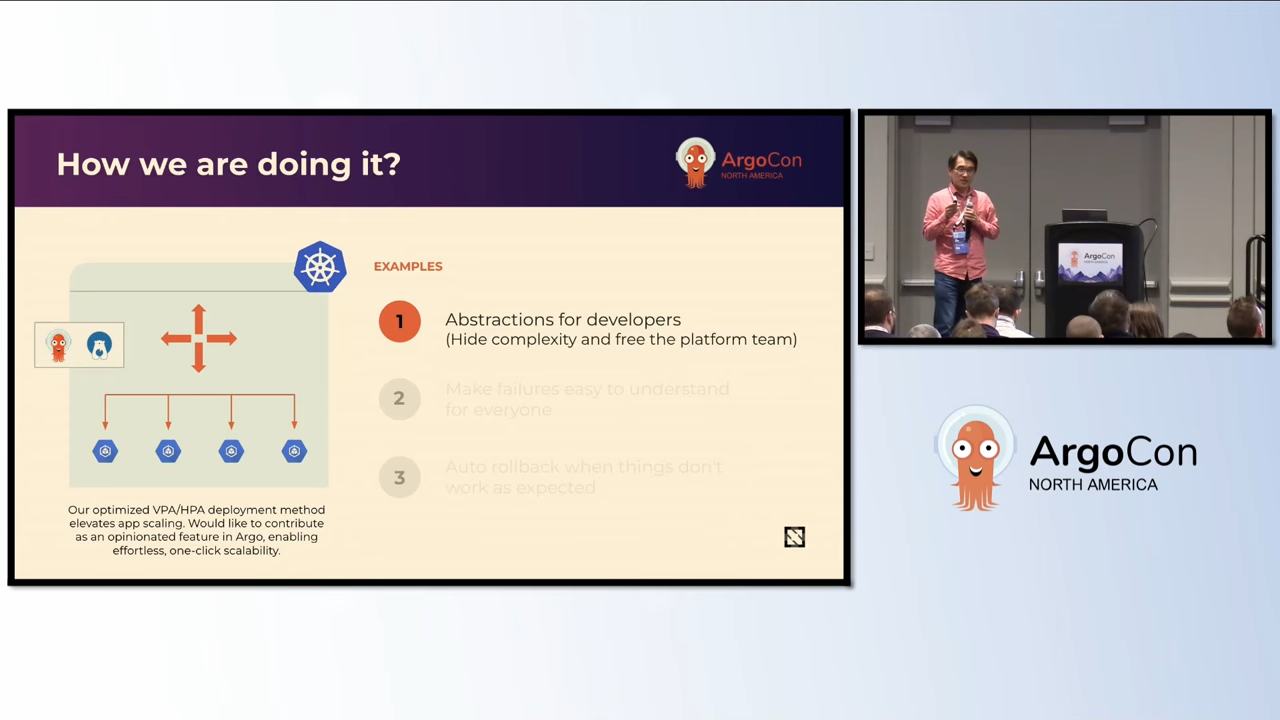 How we are doing it?
ArgoCon
NORTH AMERICA
EXAMPLES
1
Abstractions for developers
(Hide complexity and free the platform team)
2
Make failures easy to understand
for everyone
3
Auto rollback when things don't
work as expected
Our optimized VPA/HPA deployment method
elevates app scaling. Would like to contribute
as an opinionated feature in Argo, enabling
effortless, one-click scalability.
ArgoCon
NORTH AMERICA
ArgoCon
NORTH AMERICA